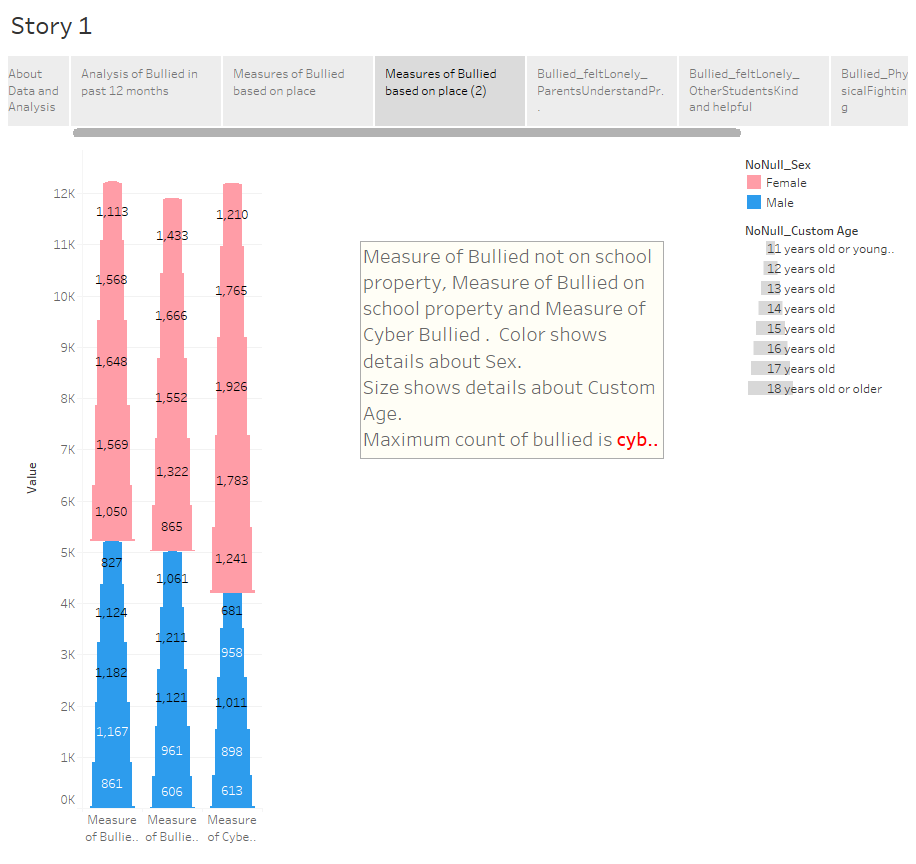 Story 1
About
Data and
Analysis
Analysis of Bullied in
past 12 months
Measures of Bullied
based on place
Measures of Bullied
based on place (2)
Bullied_feltLonely_
ParentsUnderstandPr.
.
Bullied_feltLonely_
OtherStudentsKind
and helpful
Bullied_Phy
sicalFightin
g
NoNull_Sex
Female
Male
NoNull_Custom Age
11 years old or young..
12 years old
13 years old
14 years old
15 years old
16 years old
17 years old
18 years old or older
Measure of Bullied not on school
property, Measure of Bullied on
school property and Measure of
Cyber Bullied .  Color shows
details about Sex.
Size shows details about Custom
Age.
Maximum count of bullied is cyb..
Value
12K
11K
10K
9K
8K
7K
6K
5K
4K
3K
2K
1K
0K
1,113
1,568
1,648
1,569
1,050
827
1,124
1,182
1,167
861
1,433
1,666
1,552
1,322
865
1,061
1,211
1,121
961
606
1,210
1,765
1,926
1,783
1,241
681
958
1,011
898
613
Measure
of Bullie..
Measure
of Bullie..
Measure
of Cybe..